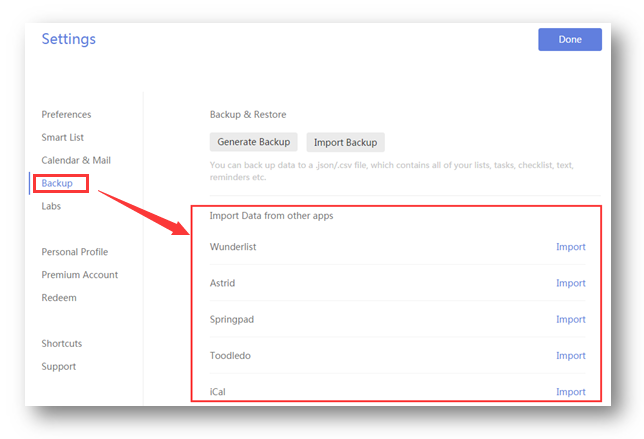 Settings
Done
Preferences
Smart List
Calendar & Mail
Backup
Labs
Personal Profile
Premium Account
Redeem
Shortcuts
Support
Backup & Restore
Generate Backup
Import Backup
You can back up data to a .json/.csv file, which contains all of your lists, tasks, checklist, text,
reminders etc.
Import Data from other apps
Wunderlist Import
Astrid Import
Springpad Import
Toodledo Import
iCal Import